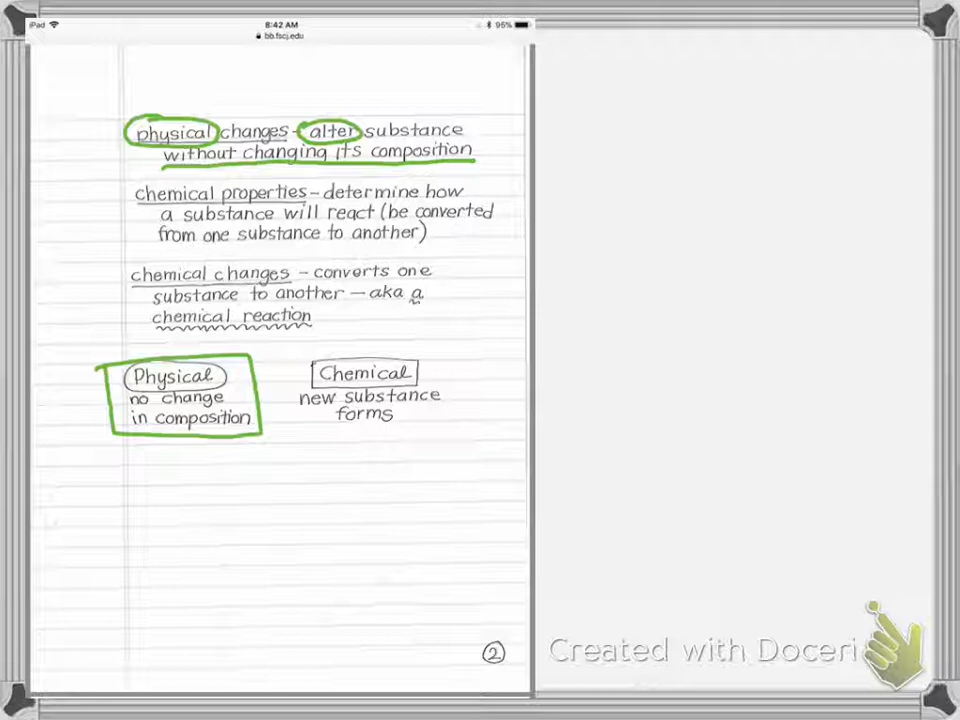 iPad
8:42 AM
95%
bb.fscj.edu
physical changes - alter substance
without changing its composition
chemical properties - determine how
a substance will react (be converted
from one substance to another)
chemical changes - converts one
substance to another - aka a
chemical reaction
Physical
no change
in composition
Chemical
new substance
forms
2
Created with Doceri